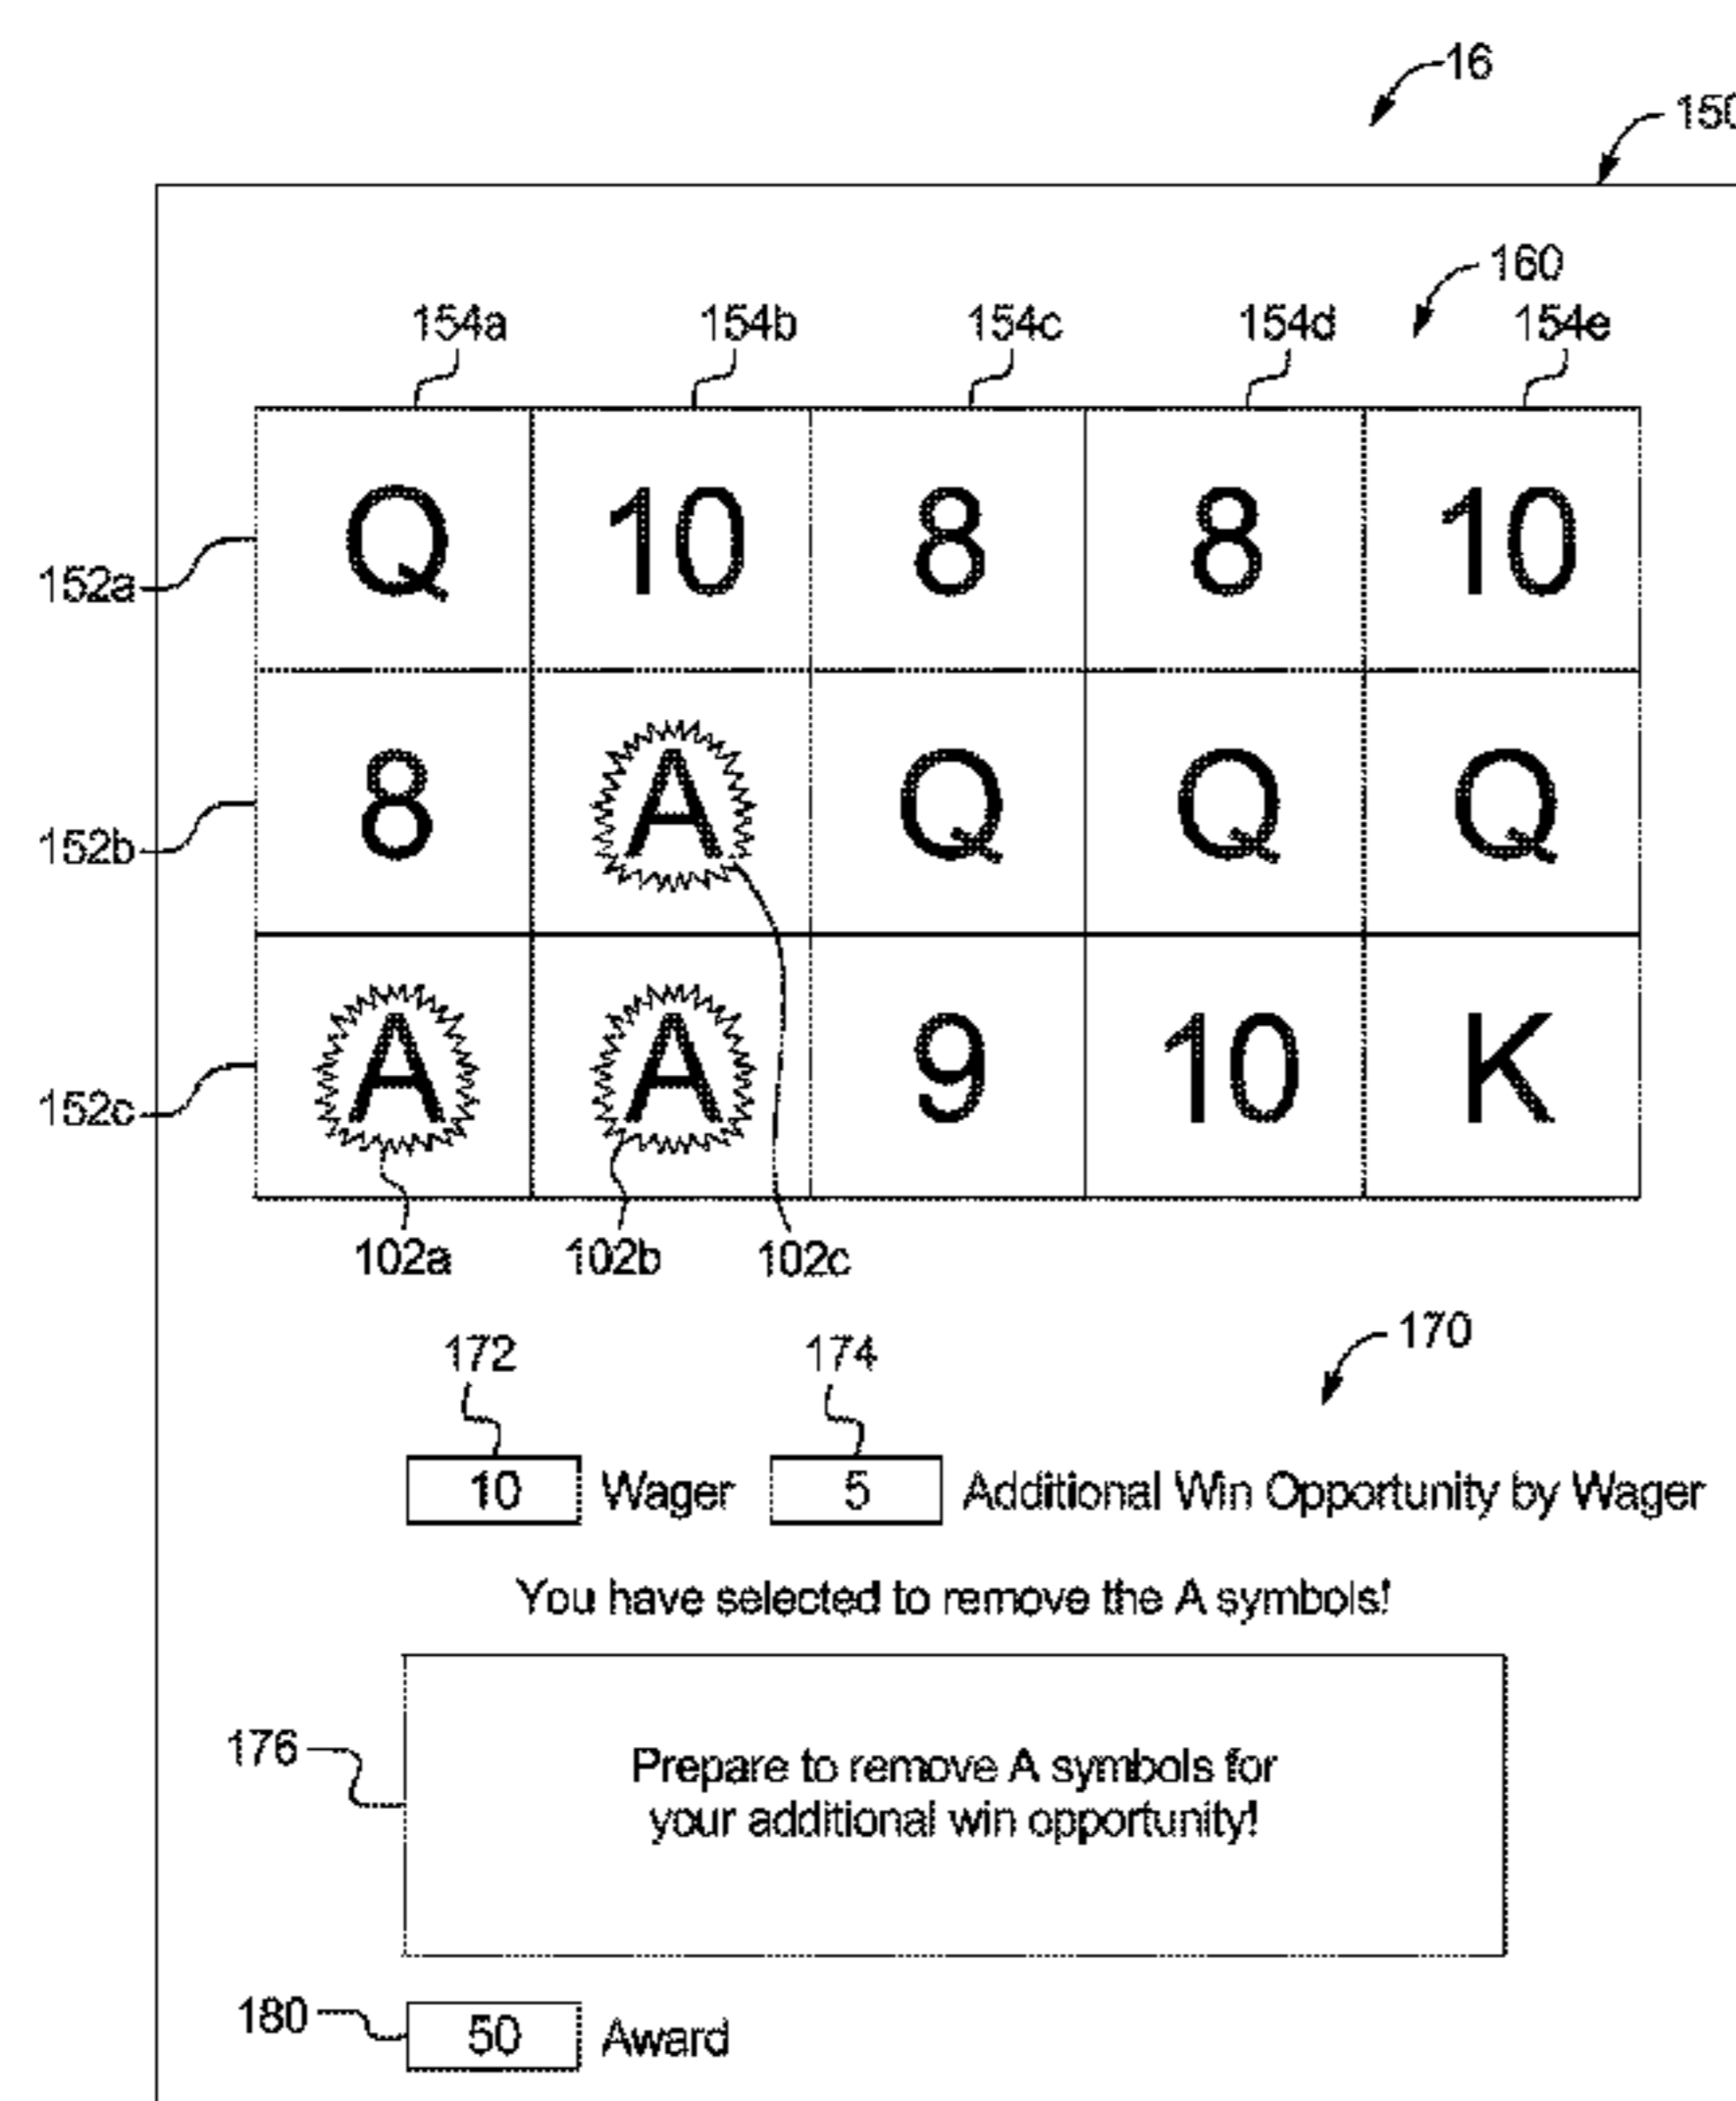 16
150
160
154a 154b 154c 154d 154e
152a Q 10 8 8 10
152b 8 A Q Q Q
152c A A 9 10 K
102a 102b 102c
170
172 174
10 Wager 5 Additional Win Opportunity by Wager
You have selected to remove the A symbols!
176 Prepare to remove A symbols for
your additional win opportunity!
180 50 Award